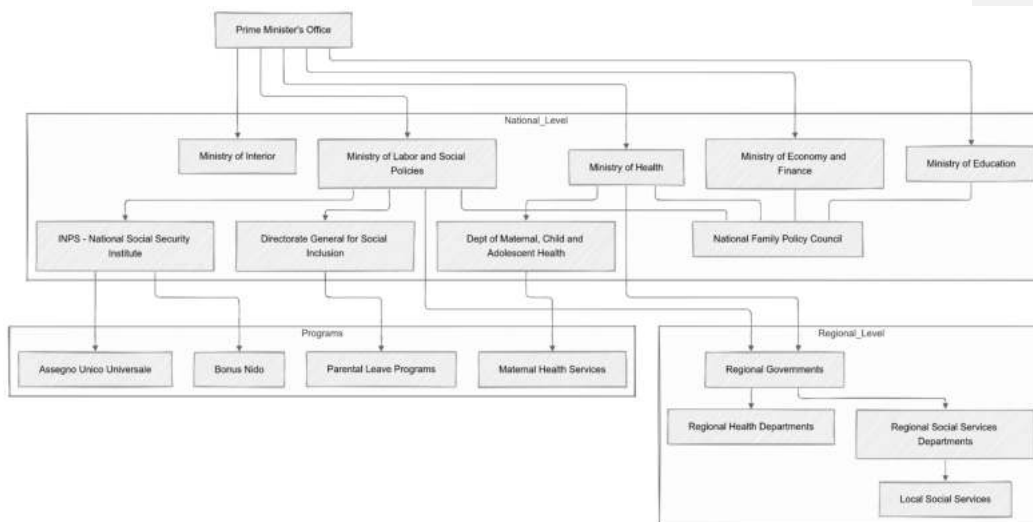 Prime Minister's Office
National_Level
Ministry of Interior
Ministry of Labor and Social
Policies
Ministry of Health
Ministry of Economy and
Finance
Ministry of Education
INPS - National Social Security
Institute
Directorate General for Social
Inclusion
Dept of Maternal, Child and
Adolescent Health
National Family Policy Council
Programs
Assegno Unico Universale
Bonus Nido
Parental Leave Programs
Maternal Health Services
Regional_Level
Regional Governments
Regional Health Departments
Regional Social Services
Departments
Local Social Services